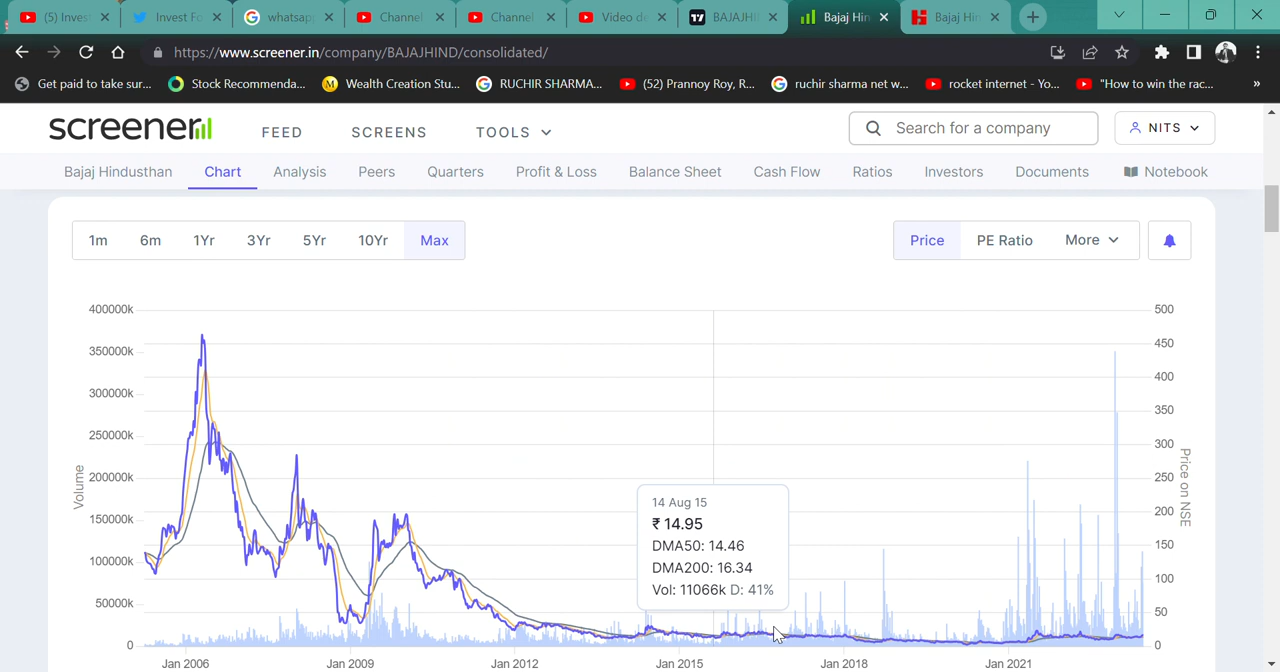 (5) Invest
Invest Fo
whatsapp
Channel
Channel
Video de
BAJAJHI
Bajaj Hin
Bajaj Hin
https://www.screener.in/company/BAJAJHIND/consolidated/
Get paid to take sur...
Stock Recommenda...
Wealth Creation Stu...
RUCHIR SHARMA...
(52) Prannoy Roy, R...
ruchir sharma net w...
rocket internet - Yo...
"How to win the rac...
»
screener
FEED
SCREENS
TOOLS
Search for a company
NITS
Bajaj Hindusthan
Chart
Analysis
Peers
Quarters
Profit & Loss
Balance Sheet
Cash Flow
Ratios
Investors
Documents
Notebook
1m
6m
1Yr
3Yr
5Yr
10Yr
Max
Price
PE Ratio
More
400000k
350000k
300000k
250000k
200000k
150000k
100000k
50000k
0
Volume
500
450
400
350
300
250
200
150
100
50
0
Price on NSE
14 Aug 15
₹ 14.95
DMA50: 14.46
DMA200: 16.34
Vol: 11066k D: 41%
Jan 2006
Jan 2009
Jan 2012
Jan 2015
Jan 2018
Jan 2021